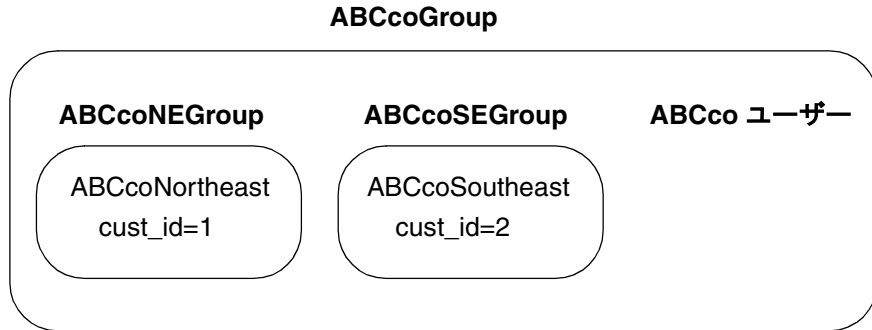 ABCcoGroup
ABCcoNEGroup ABCcoSEGroup ABCco ユーザー
ABCcoNortheast ABCcoSoutheast
cust_id=1 cust_id=2